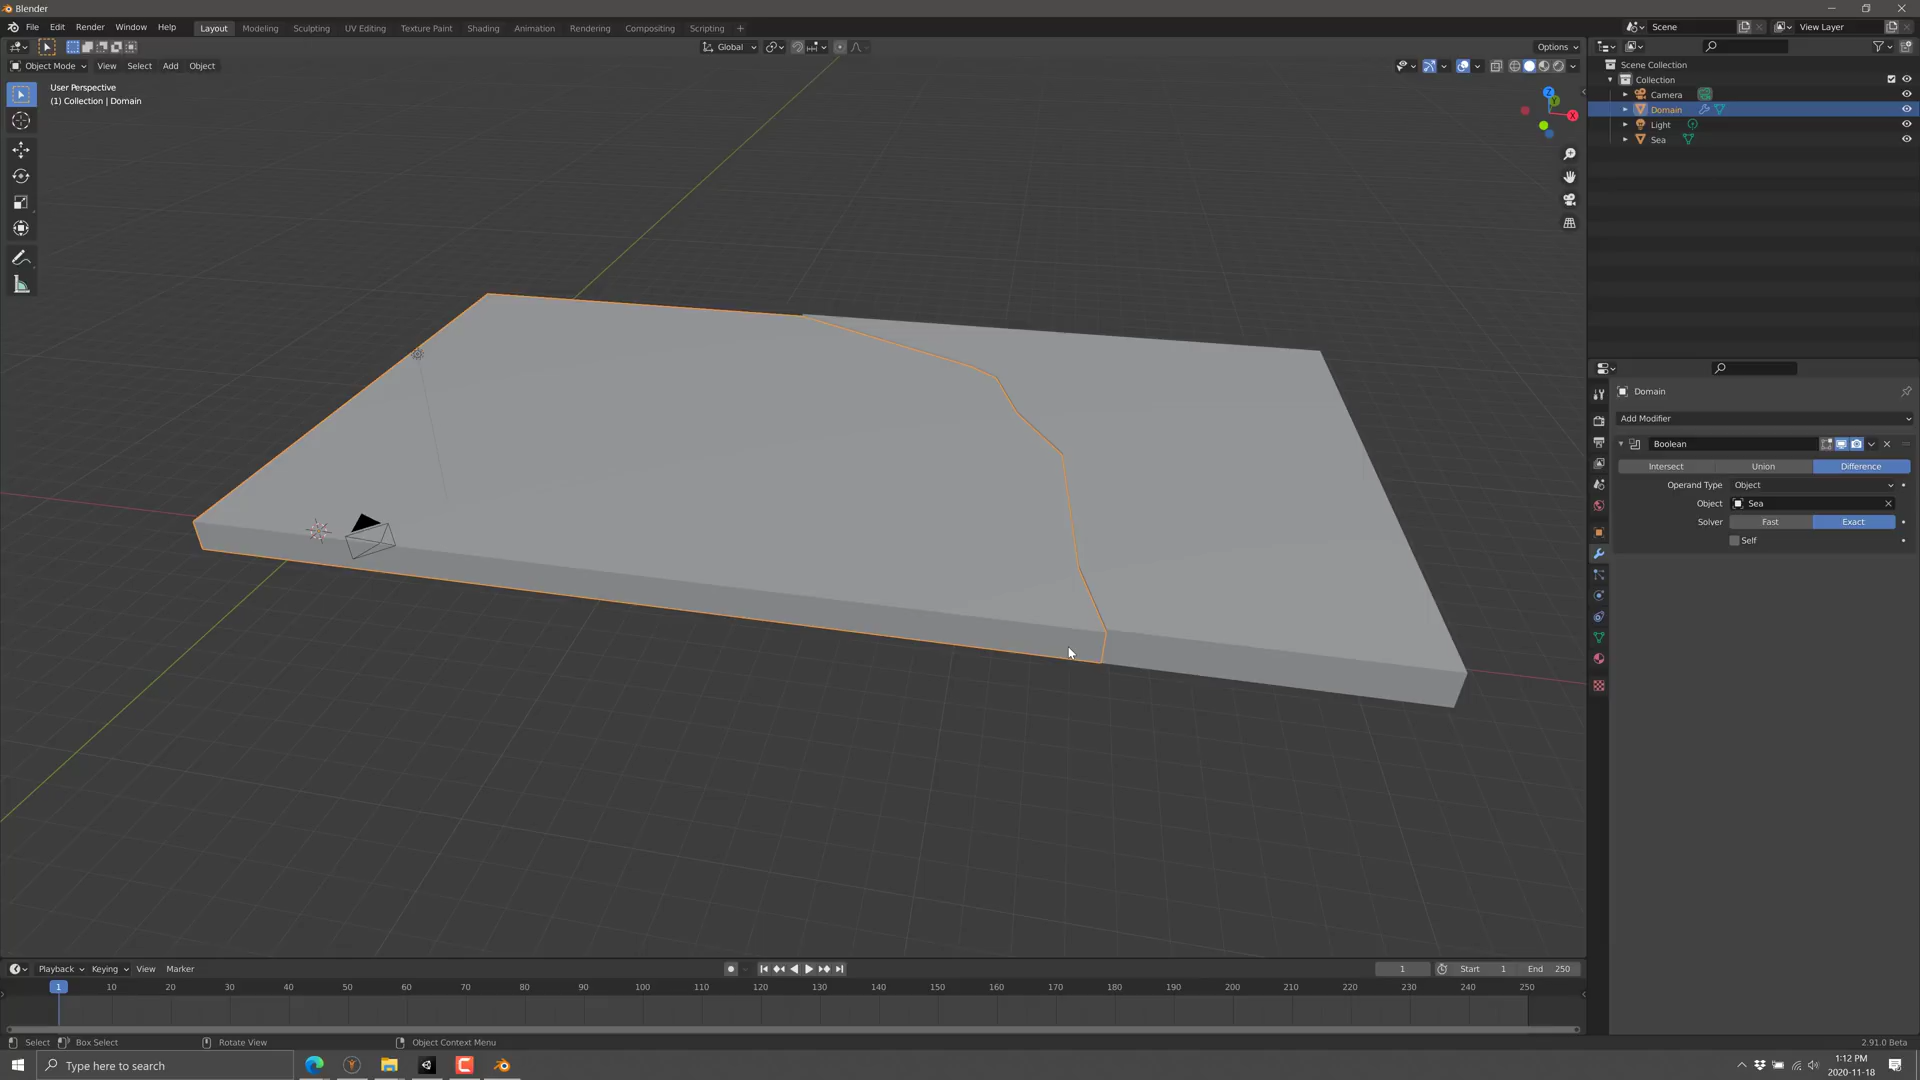 Blender
File Edit Render Window Help Layout Modeling Sculpting UV Editing Texture Paint Shading Animation Rendering Compositing Scripting + Scene View Layer
Global Options
Object Mode View Select Add Object
User Perspective
(1) Collection | Domain
Z
Y
X
Scene Collection
Collection
Camera
Domain
Light
Sea
Domain
Add Modifier
Boolean
Intersect Union Difference
Operand Type Object
Object Sea
Solver Fast Exact
Self
Playback Keying View Marker 1 Start 1 End 250
1 10 20 30 40 50 60 70 80 90 100 110 120 130 140 150 160 170 180 190 200 210 220 230 240 250
Select Box Select Rotate View Object Context Menu 2.91.0 Beta
Type here to search
1:12 PM
2020-11-18